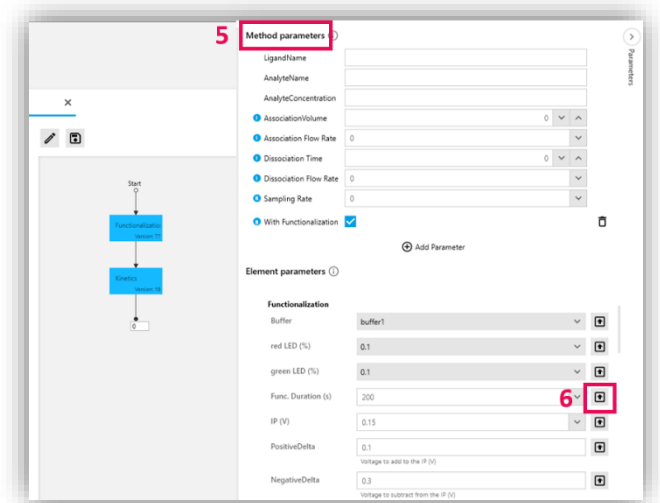 5
Method parameters
LigandName
AnalyteName
AnalyteConcentration
AssociationVolume 0
Association Flow Rate 0
Dissociation Time 0
Dissociation Flow Rate 0
Sampling Rate 0
With Functionalization
Add Parameter
Parameters
Start
Functionalizatio
Version: 11
Kinetics
0
Element parameters
Functionalization
Buffer buffer1
red LED (%) 0.1
green LED (%) 0.1
Func. Duration (s) 200
6
IP (V) 0.15
PositiveDelta 0.1
Voltage to add to the IP (V)
NegativeDelta 0.3
Voltage to subtract from the IP (V)